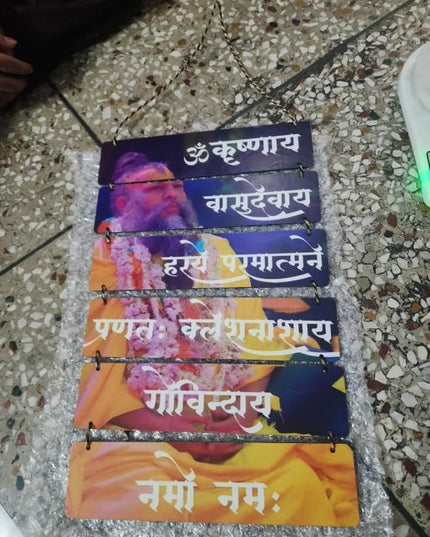 ॐ कृष्णाय
वासुदेवाय
हरये परमात्मने
प्रणतः क्लेशनाशाय
गोविन्दाय
नमो नमः